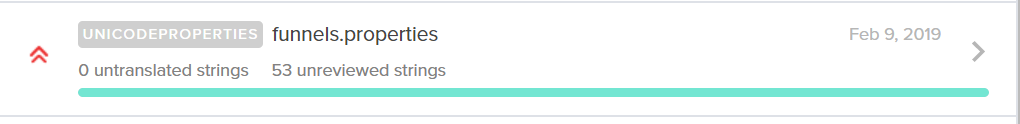 UNICODEPROPERTIES funnels.properties Feb 9, 2019
0 untranslated strings 53 unreviewed strings